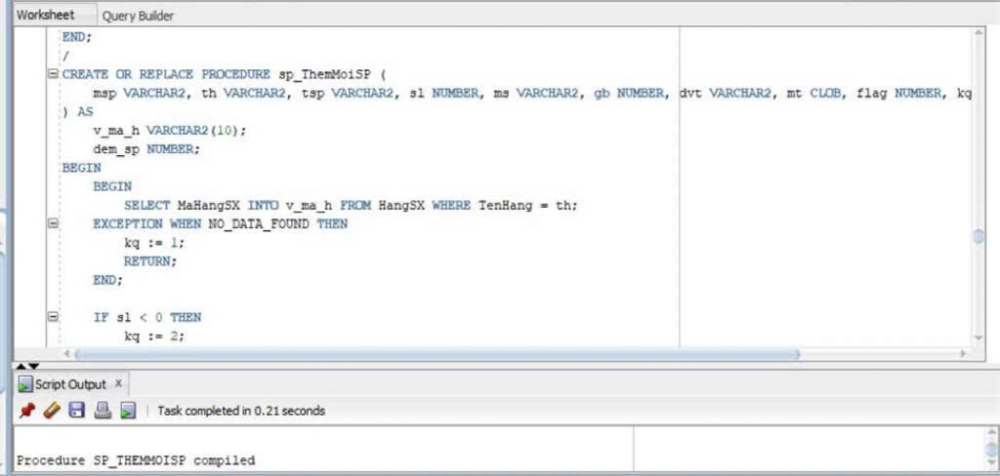 Worksheet Query Builder
END;
/
CREATE OR REPLACE PROCEDURE sp_ThemMoiSP (
msp VARCHAR2, th VARCHAR2, tsp VARCHAR2, sl NUMBER, ms VARCHAR2, gb NUMBER, dvt VARCHAR2, mt CLOB, flag NUMBER, kq
) AS
v_ma_h VARCHAR2(10);
dem_sp NUMBER;
BEGIN
BEGIN
SELECT MaHangSX INTO v_ma_h FROM HangSX WHERE TenHang = th;
EXCEPTION WHEN NO_DATA_FOUND THEN
kq := 1;
RETURN;
END;
IF sl < 0 THEN
kq := 2;
Script Output x
Task completed in 0.21 seconds
Procedure SP_THEMMOISP compiled